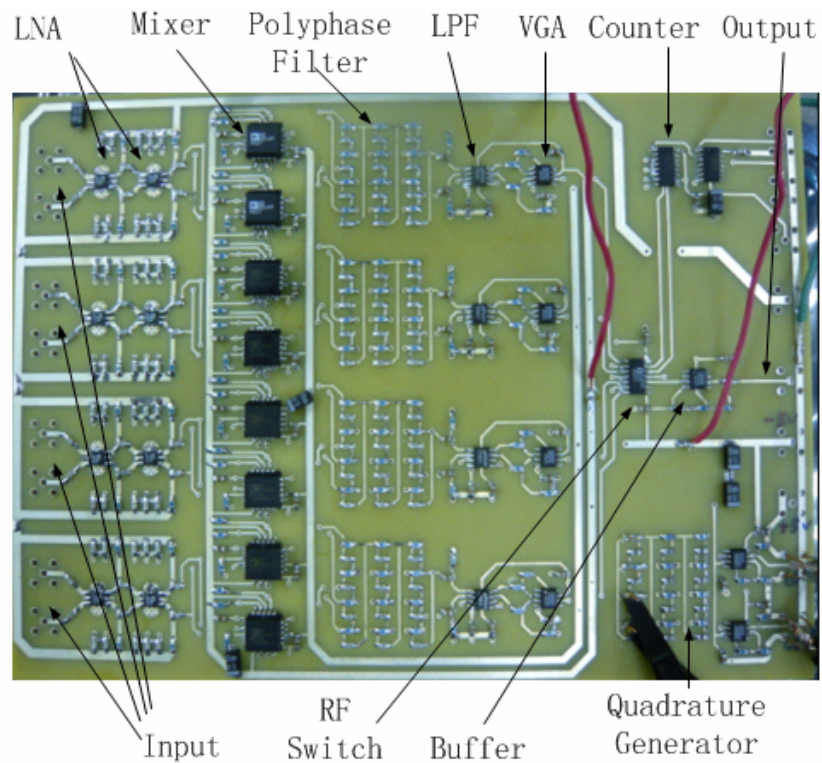 LNA
Mixer
Polyphase
Filter
LPF
VGA
Counter
Output
Input
RF
Switch
Buffer
Quadrature
Generator